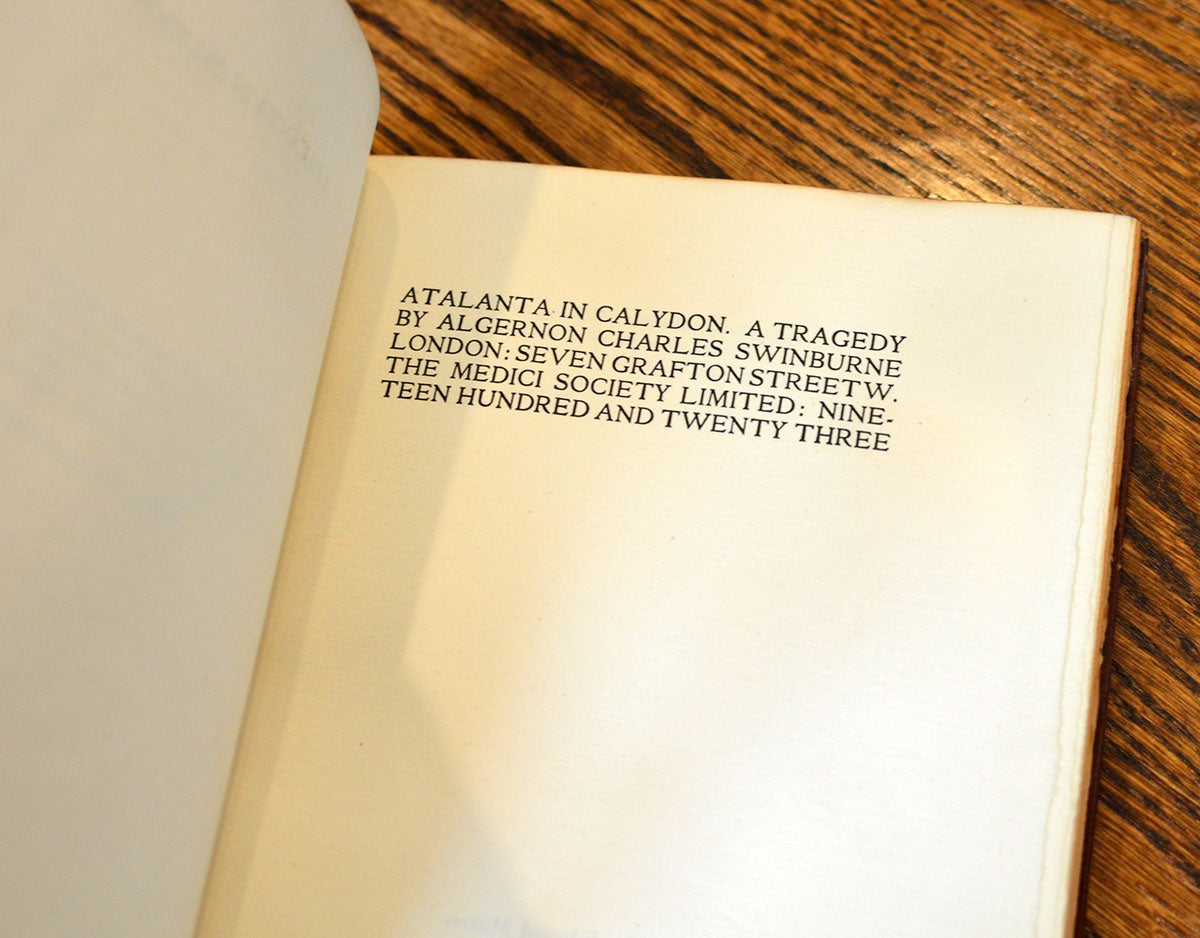 ATALANTA IN CALYDON. A TRAGEDY
BY ALGERNON CHARLES SWINBURNE
LONDON: SEVEN GRAFTON STREET W.
THE MEDICI SOCIETY LIMITED: NINE-
TEEN HUNDRED AND TWENTY THREE